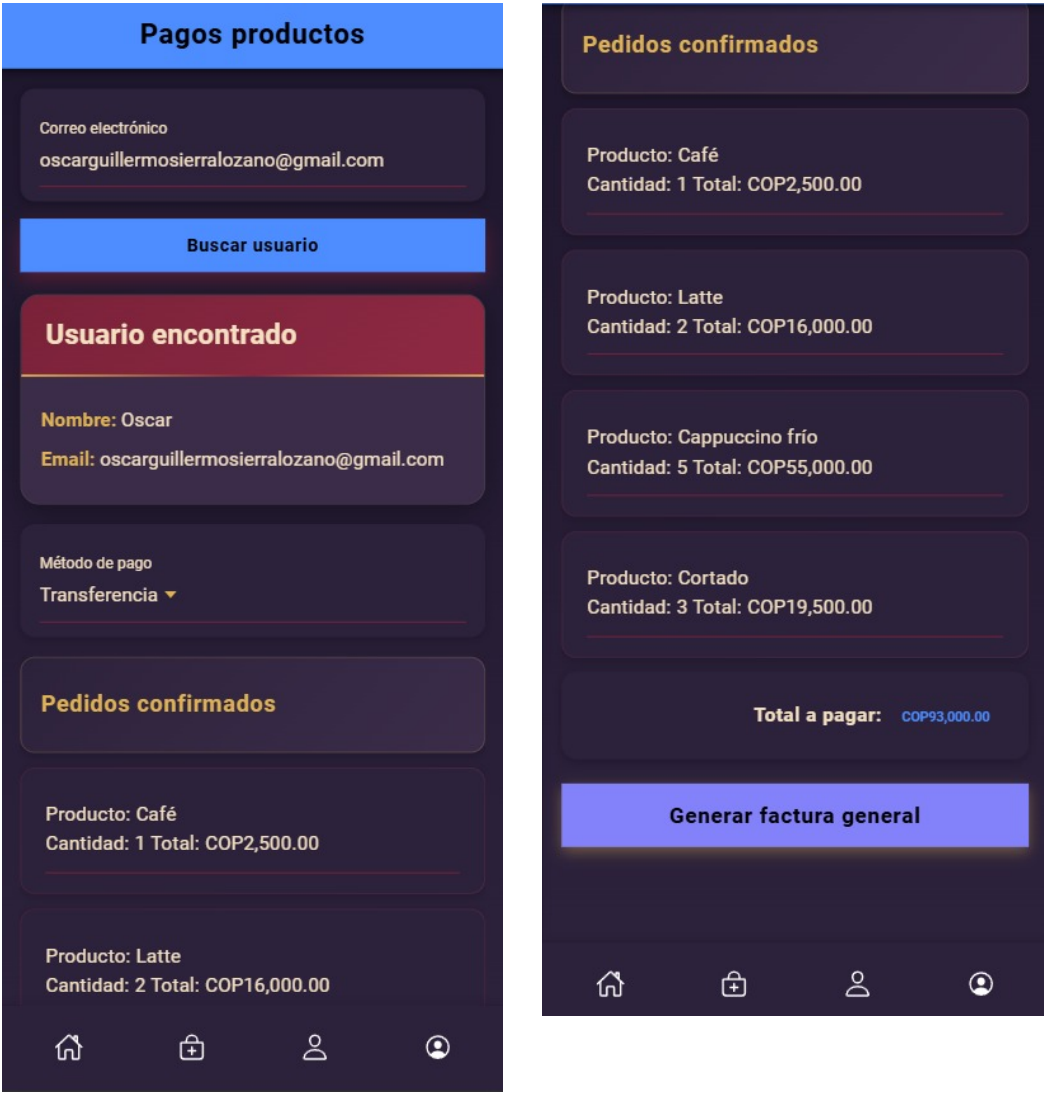 Pagos productos
Correo electrónico
oscarguillermosierralozano@gmail.com
Buscar usuario
Usuario encontrado
Nombre: Oscar
Email: oscarguillermosierralozano@gmail.com
Método de pago
Transferencia
Pedidos confirmados
Producto: Café
Cantidad: 1 Total: COP2,500.00
Producto: Latte
Cantidad: 2 Total: COP16,000.00
Pedidos confirmados
Producto: Café
Cantidad: 1 Total: COP2,500.00
Producto: Latte
Cantidad: 2 Total: COP16,000.00
Producto: Cappuccino frío
Cantidad: 5 Total: COP55,000.00
Producto: Cortado
Cantidad: 3 Total: COP19,500.00
Total a pagar: COP93,000.00
Generar factura general